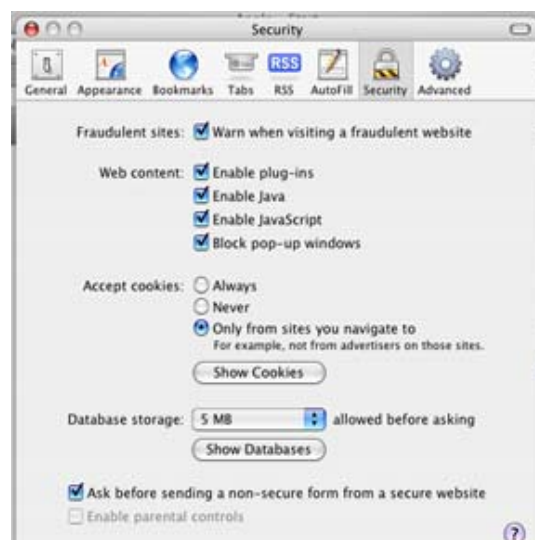 Security
General Appearance Bookmarks Tabs RSS AutoFill Security Advanced
RSS
Fraudulent sites: Warn when visiting a fraudulent website
Web content: Enable plug-ins
Enable Java
Enable JavaScript
Block pop-up windows
Accept cookies: Always
Never
Only from sites you navigate to
For example, not from advertisers on those sites.
Show Cookies
Database storage: 5 MB allowed before asking
Show Databases
Ask before sending a non-secure form from a secure website
Enable parental controls
?